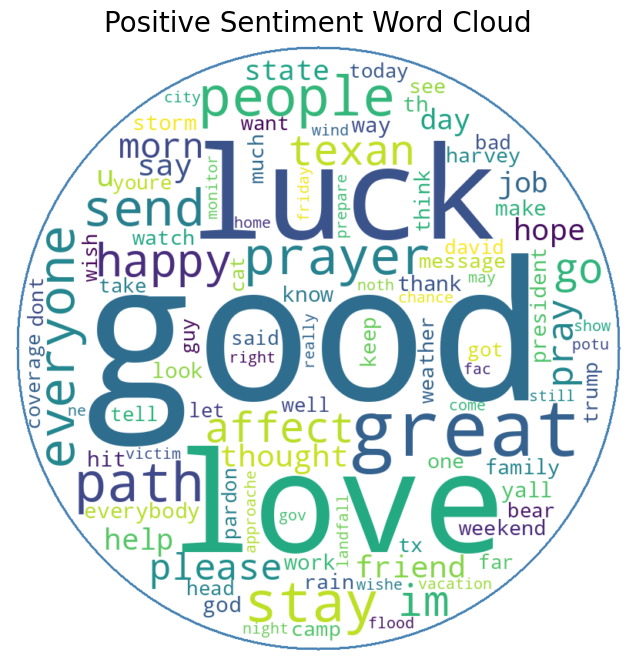 Positive Sentiment Word Cloud
state
today
see
city
people
th
storm
want
wind
way
day
morn
texan
bad
say
much
luck
harvey
u
youre
monitor
friday
prepare
think
job
send
home
make
wish
watch
happy
prayer
david
hope
everyone
take
cat
message
know
noth
thank
may
go
chance
president
good
coverage
dont
guy
said
really
keep
weather
got
pray
show
potu
right
look
fac
trump
ne
tell
let
well
come
still
affect
great
hit
victim
thought
one
family
path
love
pardon
approache
gov
landfall
yall
everybody
bear
weekend
help
tx
please
work
friend
far
head
rain
wishe
vacation
god
stay
im
night
camp
flood